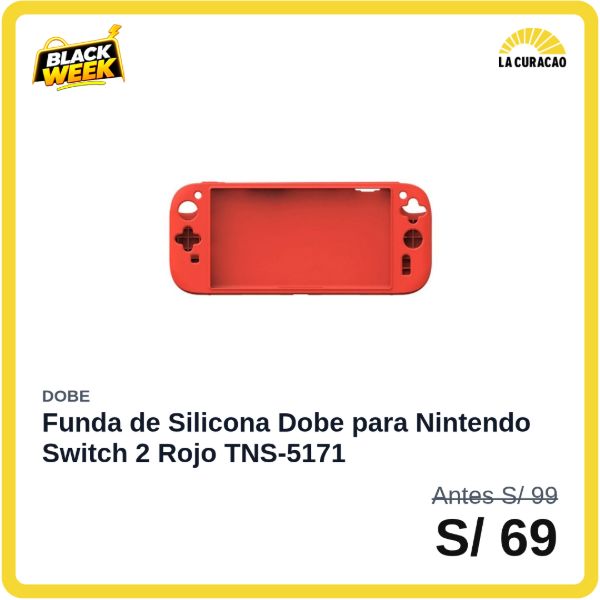 BLACK
WEEK
LA CURACAO
DOBE
Funda de Silicona Dobe para Nintendo
Switch 2 Rojo TNS-5171
Antes S/ 99
S/ 69